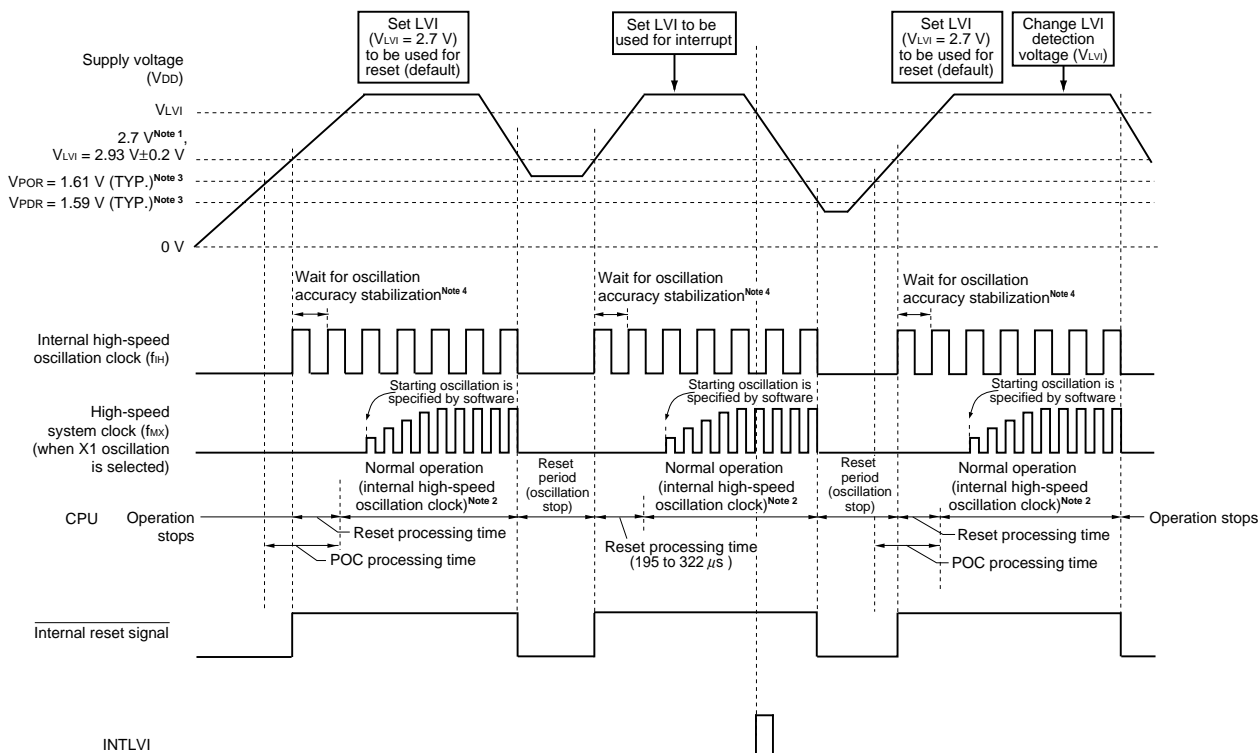 Set LVI
(VLVI = 2.7 V)
to be used for
reset (default)
Set LVI to be
used for interrupt
Set LVI
(VLVI = 2.7 V)
to be used for
reset (default)
Change LVI
detection
voltage (VLVI)
Supply voltage
(VDD)
VLVI
2.7 V Note 1,
VLVI = 2.93 V±0.2 V
VPOR = 1.61 V (TYP.) Note 3
VPDR = 1.59 V (TYP.) Note 3
0 V
Wait for oscillation
accuracy stabilization Note 4
Wait for oscillation
accuracy stabilization Note 4
Wait for oscillation
accuracy stabilization Note 4
Internal high-speed
oscillation clock (fIH)
Starting oscillation is
specified by software
Starting oscillation is
specified by software
Starting oscillation is
specified by software
High-speed
system clock (fMX)
(when X1 oscillation
is selected)
Normal operation
(internal high-speed
oscillation clock) Note 2
Reset
period
(oscillation
stop)
Normal operation
(internal high-speed
oscillation clock) Note 2
Reset
period
(oscillation
stop)
Normal operation
(internal high-speed
oscillation clock) Note 2
CPU
Operation
stops
Operation stops
Reset processing time
POC processing time
Reset processing time
(195 to 322 μs )
Reset processing time
POC processing time
Internal reset signal
INTLVI